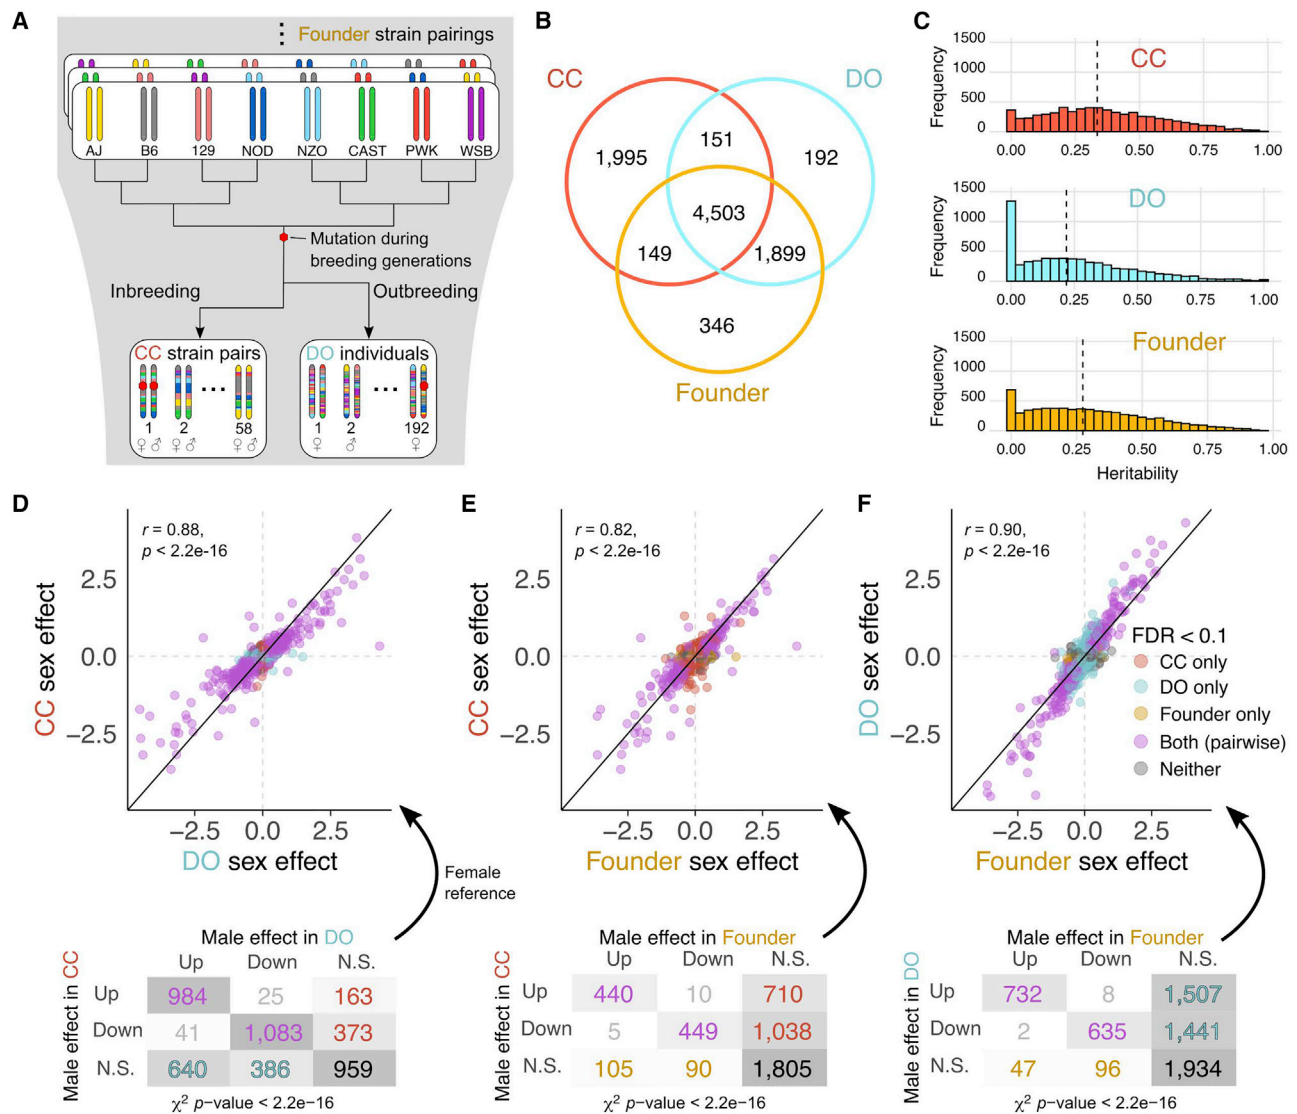 A
Founder strain pairings
AJ B6 129 NOD NZO CAST PWK WSB
Mutation during
breeding generations
Inbreeding
Outbreeding
CC strain pairs
1 2 ... 58
♀ ♂ ♀ ♂ ♀ ♂
DO individuals
1 2 ... 192
♀ ♂ ♀
B
CC
DO
1,995
151
192
4,503
149
1,899
346
Founder
C
CC
Frequency
1500
1000
500
0
0.00 0.25 0.50 0.75 1.00
DO
Frequency
1500
1000
500
0
0.00 0.25 0.50 0.75 1.00
Founder
Frequency
1500
1000
500
0
0.00 0.25 0.50 0.75 1.00
Heritability
D
r = 0.88,
p < 2.2e-16
CC sex effect
2.5
0.0
−2.5
−2.5 0.0 2.5
DO sex effect
Female
reference
E
r = 0.82,
p < 2.2e-16
CC sex effect
2.5
0.0
−2.5
−2.5 0.0 2.5
Founder sex effect
F
r = 0.90,
p < 2.2e-16
DO sex effect
2.5
0.0
−2.5
−2.5 0.0 2.5
Founder sex effect
FDR < 0.1
CC only
DO only
Founder only
Both (pairwise)
Neither
Male effect in DO
Up Down N.S.
Male effect in CC
Up 984 25 163
Down 41 1,083 373
N.S. 640 386 959
χ² p-value < 2.2e-16
Male effect in Founder
Up Down N.S.
Male effect in CC
Up 440 10 710
Down 5 449 1,038
N.S. 105 90 1,805
χ² p-value < 2.2e-16
Male effect in Founder
Up Down N.S.
Male effect in DO
Up 732 8 1,507
Down 2 635 1,441
N.S. 47 96 1,934
χ² p-value < 2.2e-16